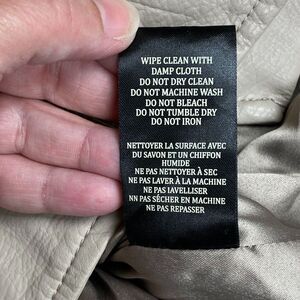 WIPE CLEAN WITH
DAMP CLOTH
DO NOT DRY CLEAN
DO NOT MACHINE WASH
DO NOT BLEACH
DO NOT TUMBLE DRY
DO NOT IRON
NETTOYER LA SURFACE AVEC
DU SAVON ET UN CHIFFON
HUMIDE
NE PAS NETTOYER À SEC
NE PAS LAVER À LA MACHINE
NE PAS JAVELLISER
NN PAS SÈCHER EN MACHINE
NE PAS REPASSER